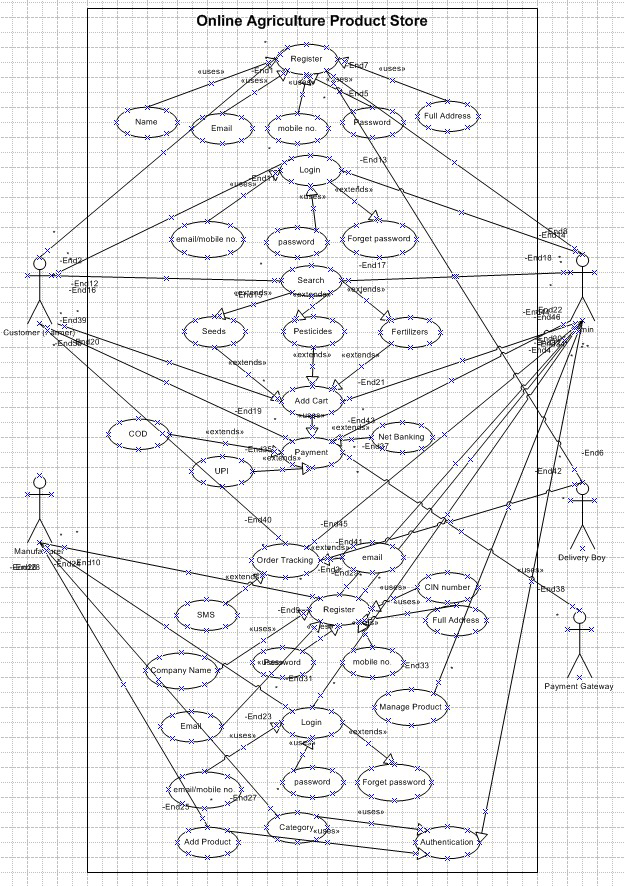 Online Agriculture Product Store
Register
-End7
«uses»
«uses»
-End1
«uses»
-End5
Name
Email
mobile no.
Password
Full Address
Login
-End13
«uses»
«uses»
«extends»
email/mobile no.
password
Forget password
-End2
-End12
-End16
-End18
-End17
Search
«extends»
«extends»
«extends»
Customer
-End39
-End20
-End22
-End46
Seeds
Pesticides
Fertilizers
«extends»
«extends»
«extends»
-End4
-End21
Add Cart
-End19
«uses»
-End43
«extends»
COD
«extends»
Net Banking
Payment
«extends»
UPI
-End6
-End42
-End40
-End45
-End41
Manufacturer
-End10
Order Tracking
«extends»
email
Delivery Boy
«extends»
«uses»
CIN number
«uses»
«uses»
-End38
SMS
Register
Full Address
«uses»
Company Name
Password
mobile no.
-End33
-End31
Payment Gateway
Manage Product
Email
-End23
Login
«uses»
«uses»
«extends»
email/mobile no.
password
Forget password
-End27
-End25
«uses»
Category
«uses»
Add Product
Authentication